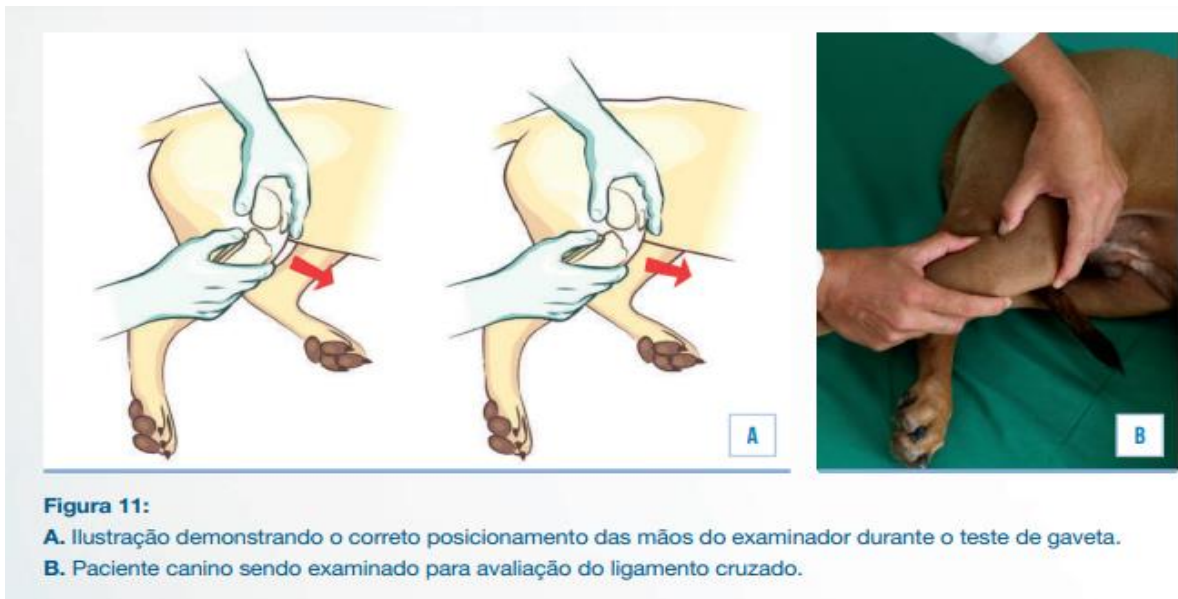 A
B
Figura 11:
A. Ilustração demonstrando o correto posicionamento das mãos do examinador durante o teste de gaveta.
B. Paciente canino sendo examinado para avaliação do ligamento cruzado.